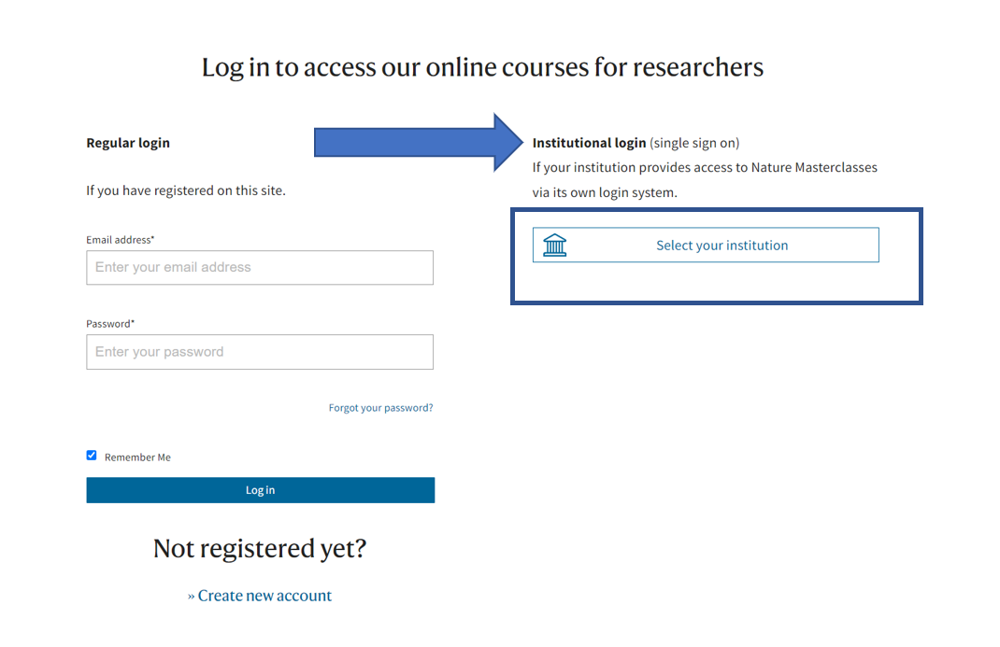 Log in to access our online courses for researchers
Regular login
If you have registered on this site.
Email address*
Enter your email address
Password*
Enter your password
Forgot your password?
Remember Me
Log in
Not registered yet?
» Create new account
Institutional login (single sign on)
If your institution provides access to Nature Masterclasses
via its own login system.
Select your institution